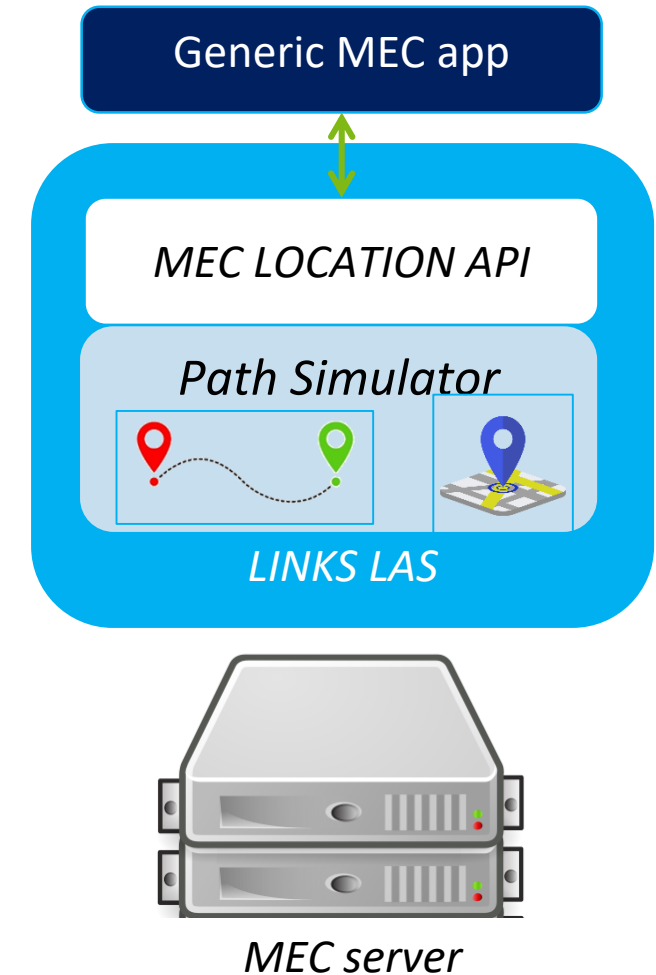 Generic MEC app
MEC LOCATION API
Path Simulator
LINKS LAS
MEC server